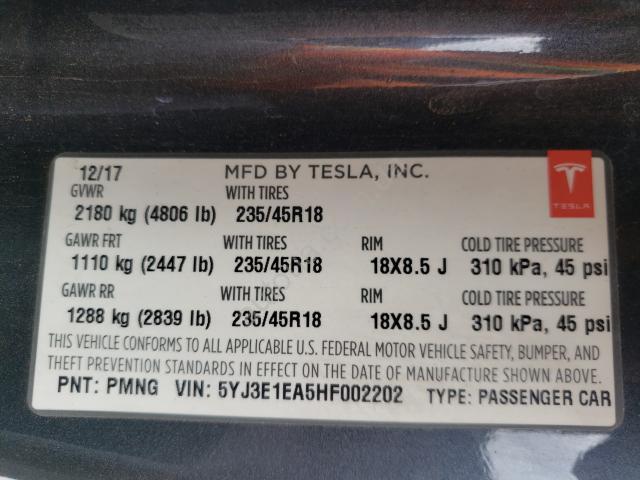 12/17 MFD BY TESLA, INC.
GVWR WITH TIRES
2180 kg (4806 lb) 235/45R18
GAWR FRT WITH TIRES RIM COLD TIRE PRESSURE
1110 kg (2447 lb) 235/45R18 18X8.5 J 310 kPa, 45 psi
GAWR RR WITH TIRES RIM COLD TIRE PRESSURE
1288 kg (2839 lb) 235/45R18 18X8.5 J 310 kPa, 45 psi
THIS VEHICLE CONFORMS TO ALL APPLICABLE U.S. FEDERAL MOTOR VEHICLE SAFETY, BUMPER, AND
THEFT PREVENTION STANDARDS IN EFFECT ON THE DATE OF MANUFACTURE SHOWN ABOVE.
PNT: PMNG VIN: 5YJ3E1EA5HF002202 TYPE: PASSENGER CAR
TESLA